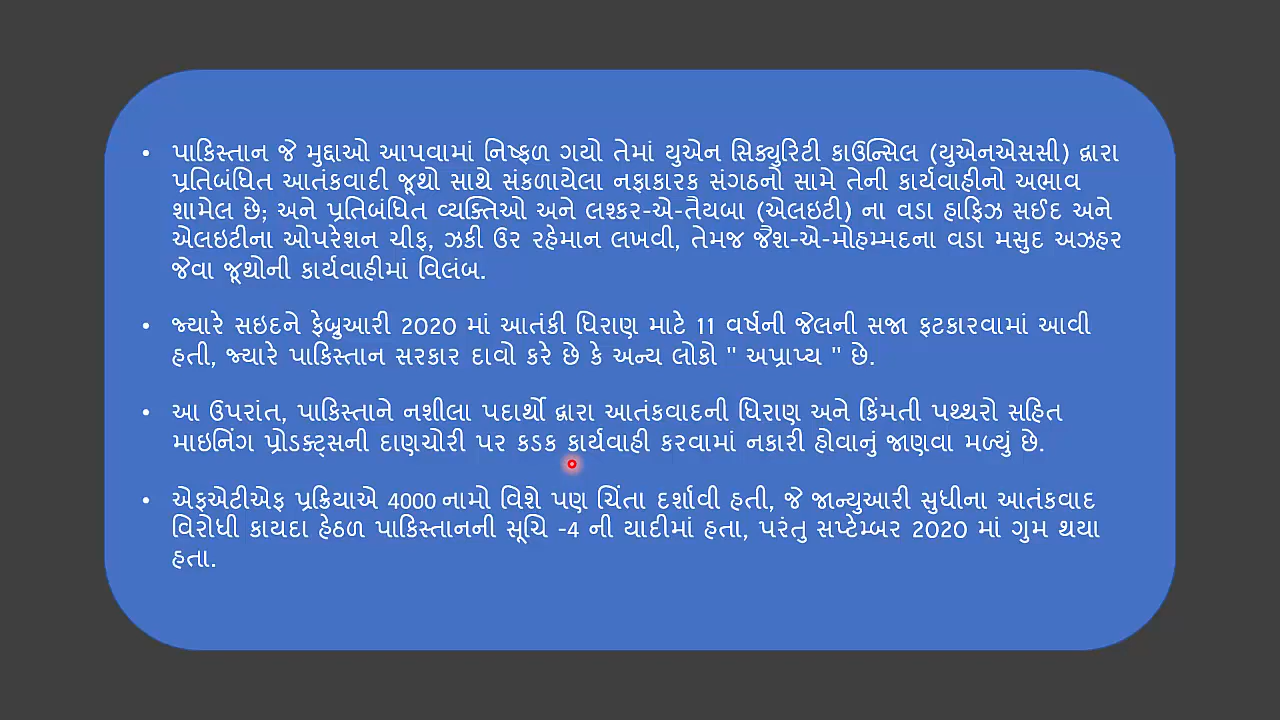 • પાકિસ્તાન જે મુદ્દાઓ આપવામાં નિષ્ફળ ગયો તેમાં યુએન સિક્યુરિટી કાઉન્સિલ (યુએનએસસી) દ્વારા
પ્રતિબંધિત આતંકવાદી જૂથો સાથે સંકળાયેલા નફાકારક સંગઠનો સામે તેની કાર્યવાહીનો અભાવ
શામેલ છે; અને પ્રતિબંધિત વ્યક્તિઓ અને લશ્કર-એ-તૈયબા (એલઇટી) ના વડા હાફિઝ સઈદ અને
એલઇટીના ઓપરેશન ચીફ, ઝકી ઉર રહેમાન લખવી, તેમજ જૈશ-એ-મોહમ્મદના વડા મસુદ અઝહર
જેવા જૂથોની કાર્યવાહીમાં વિલંબ.
• જ્યારે સઇદને ફેબ્રુઆરી 2020 માં આતંકી ધિરાણ માટે 11 વર્ષની જેલની સજા ફટકારવામાં આવી
હતી, જ્યારે પાકિસ્તાન સરકાર દાવો કરે છે કે અન્ય લોકો " અપ્રાપ્ય " છે.
• આ ઉપરાંત, પાકિસ્તાને નશીલા પદાર્થો દ્વારા આતંકવાદની ધિરાણ અને કિંમતી પથ્થરો સહિત
માઇનિંગ પ્રોડક્ટ્સની દાણચોરી પર કડક કાર્યવાહી કરવામાં નકારી હોવાનું જાણવા મળ્યું છે.
• એફએટીએફ પ્રક્રિયાએ 4000 નામો વિશે પણ ચિંતા દર્શાવી હતી, જે જાન્યુઆરી સુધીના આતંકવાદ
વિરોધી કાયદા હેઠળ પાકિસ્તાનની સૂચિ -4 ની યાદીમાં હતા, પરંતુ સપ્ટેમ્બર 2020 માં ગુમ થયા
હતા.